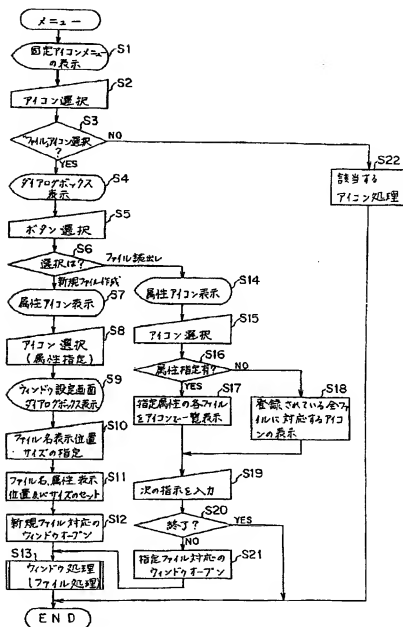 メニュー
S1
固定アイコンメニュー
の表示
S2
アイコン選択
S3
ファイルアイコン選択
?
NO
YES
S22
該当する
アイコン処理
S4
ダイアログボックス
表示
S5
ボタン選択
S6
選択は?
ファイル読出し
新規ファイル作成
S7
属性アイコン表示
S8
アイコン選択
(属性指定)
S9
ウィンドウ設定画面
ダイアログボックス表示
S10
ファイル名表示位置
サイズの指定
S11
ファイル名,属性,表示
位置及びサイズのセット
S12
新規ファイル対応の
ウィンドウオープン
S13
ウィンドウ処理
(ファイル処理)
END
S14
属性アイコン表示
S15
アイコン選択
S16
属性指定有?
NO
YES
S17
指定属性の各ファイル
をアイコンで一覧表示
S18
登録されている全ファ
イルに対応するアイコ
ンの表示
S19
次の指示を入力
S20
終了?
YES
NO
S21
指定ファイル対応の
ウィンドウオープン